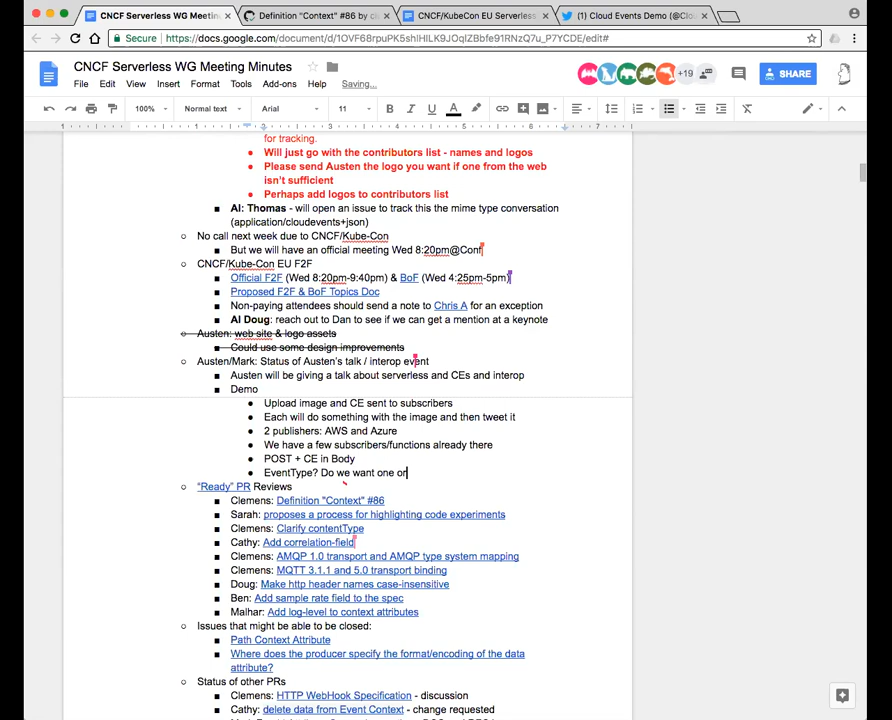 CNCF Serverless WG Meetin
Definition "Context" #86 by cl
CNCF/KubeCon EU Serverless
(1) Cloud Events Demo (@Clou
Secure
https://docs.google.com/document/d/1OVF68rpuPK5shIHILK9JOqIZBbfe91RNzQ7u_P7YCDE/edit#
CNCF Serverless WG Meeting Minutes
File Edit View Insert Format Tools Add-ons Help Saving...
+19
SHARE
100% Normal text Arial 11 B I U A
1 1 2 3 4 5 6 7
for tracking.
Will just go with the contributors list - names and logos
Please send Austen the logo you want if one from the web
isn't sufficient
Perhaps add logos to contributors list
AI: Thomas - will open an issue to track this the mime type conversation
(application/cloudevents+json)
No call next week due to CNCF/Kube-Con
But we will have an official meeting Wed 8:20pm@Conf
CNCF/Kube-Con EU F2F
Official F2F (Wed 8:20pm-9:40pm) & BoF (Wed 4:25pm-5pm)
Proposed F2F & BoF Topics Doc
Non-paying attendees should send a note to Chris A for an exception
AI Doug: reach out to Dan to see if we can get a mention at a keynote
Austen: web site & logo assets
Could use some design improvements
Austen/Mark: Status of Austen's talk / interop event
Austen will be giving a talk about serverless and CEs and interop
Demo
Upload image and CE sent to subscribers
Each will do something with the image and then tweet it
2 publishers: AWS and Azure
We have a few subscribers/functions already there
POST + CE in Body
EventType? Do we want one or
"Ready" PR Reviews
Clemens: Definition "Context" #86
Sarah: proposes a process for highlighting code experiments
Clemens: Clarify contentType
Cathy: Add correlation-field
Clemens: AMQP 1.0 transport and AMQP type system mapping
Clemens: MQTT 3.1.1 and 5.0 transport binding
Doug: Make http header names case-insensitive
Ben: Add sample rate field to the spec
Malhar: Add log-level to context attributes
Issues that might be able to be closed:
Path Context Attribute
Where does the producer specify the format/encoding of the data
attribute?
Status of other PRs
Clemens: HTTP WebHook Specification - discussion
Cathy: delete data from Event Context - change requested